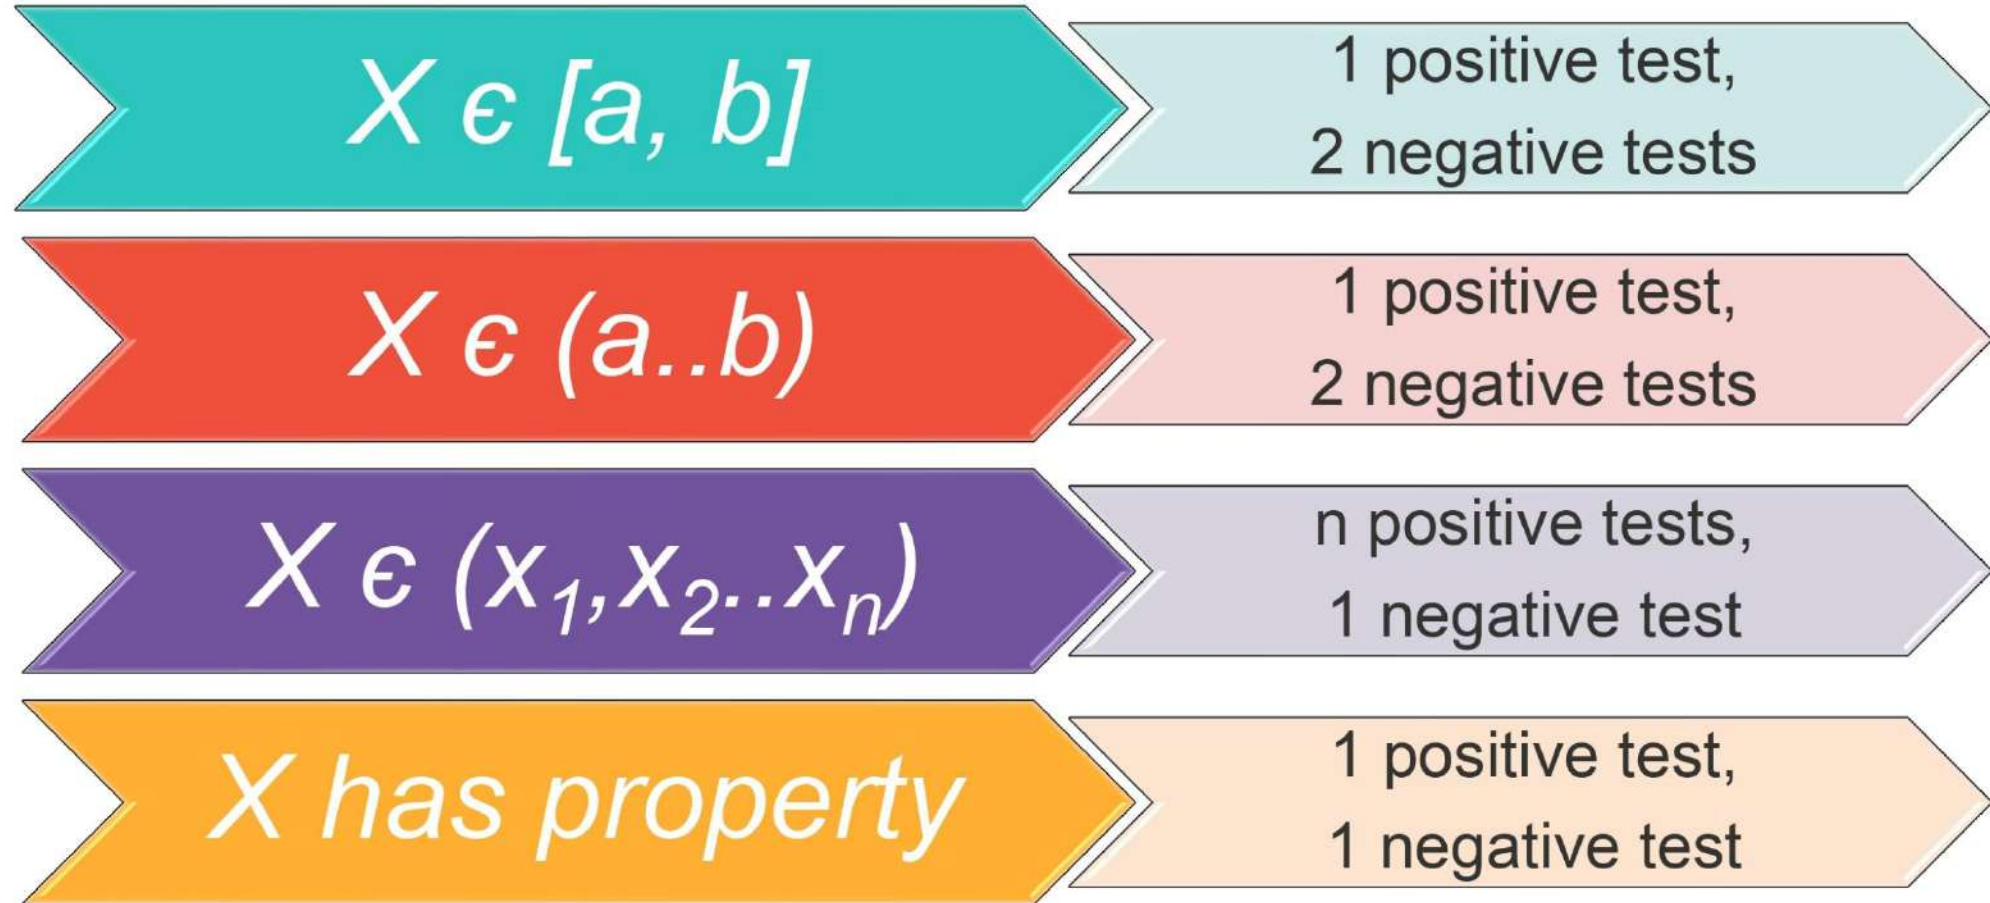 X є [a, b]
1 positive test,
2 negative tests
X є (a..b)
1 positive test,
2 negative tests
X є (x₁,x₂..xₙ)
n positive tests,
1 negative test
X has property
1 positive test,
1 negative test